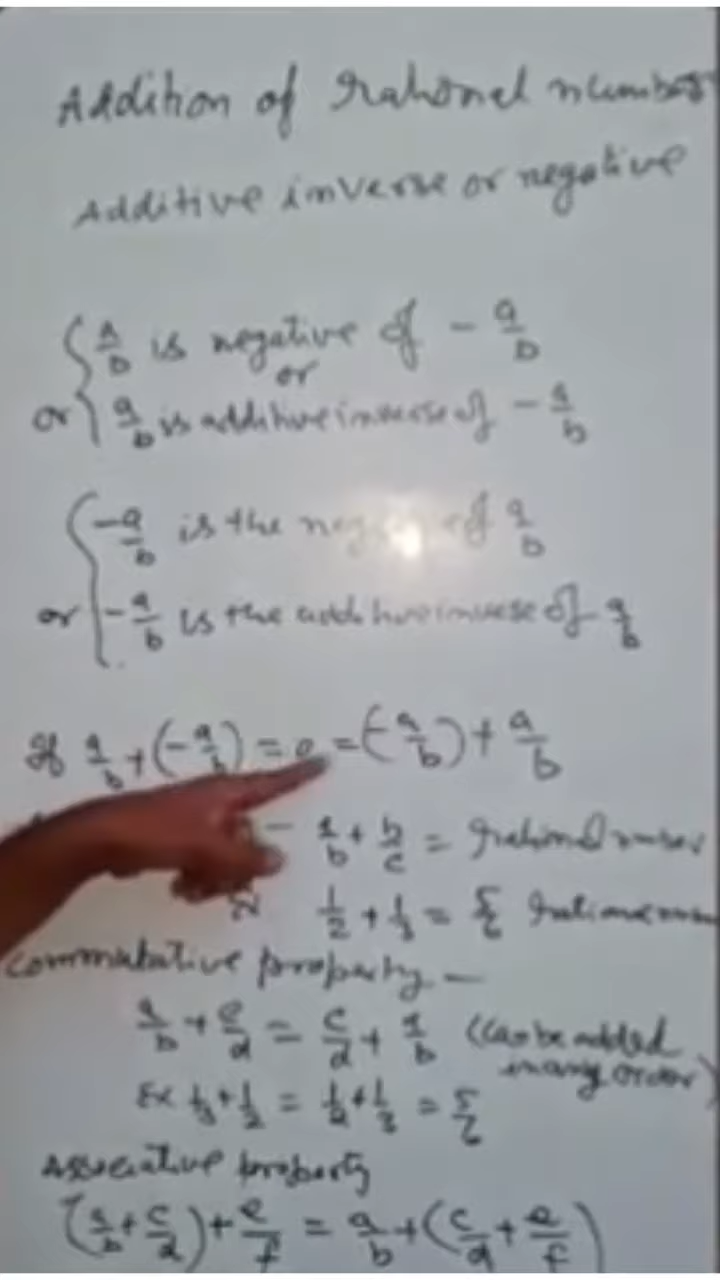 Addition of rational numbers
Additive inverse or negative
{ a/b is negative of - a/b
or
or { a/b is additive inverse of - a/b
{ -a/b is the of a/b
or { -a/b is the additive inverse of a/b
If a/b + (-a/b) = 0 = (-a/b) + a/b
a/b + b/c = rational number
1/2 + 1/3 = 5/6 rational
Commutative property —
a/b + c/d = c/d + a/b (can be added
in any order)
Ex 1/3 + 1/2 = 1/2 + 1/3 = 5/6
Associative property
(a/b + c/d) + e/f = a/b + (c/d + e/f)